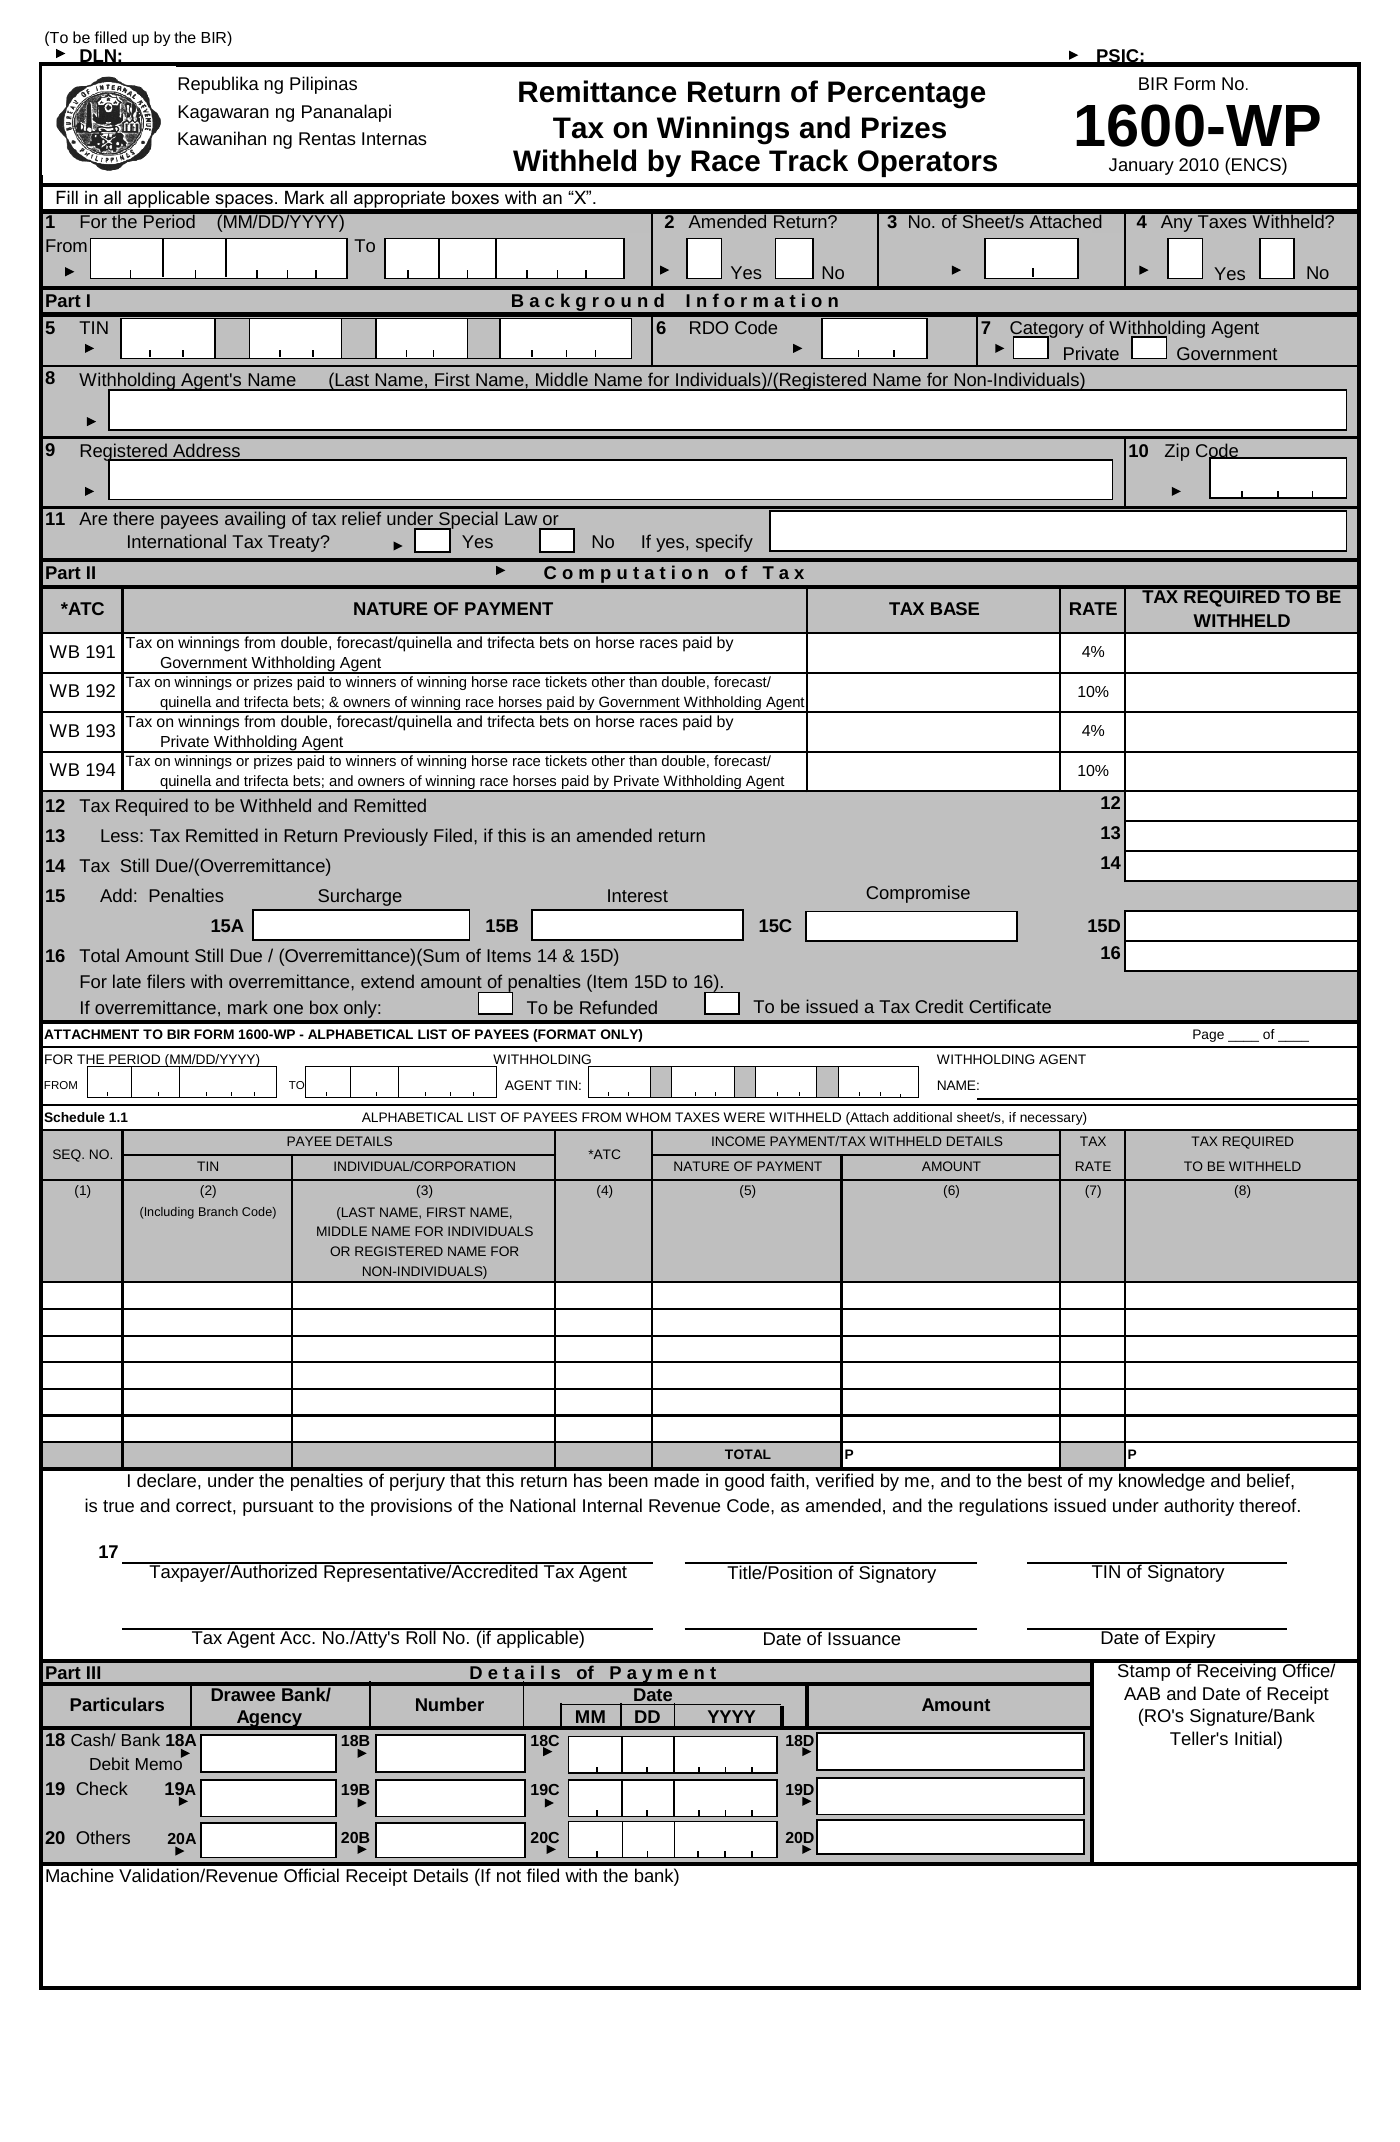 (To be filled up by the BIR)
DLN: PSIC:
BUREAU OF INTERNAL REVENUE PHILIPPINES
Republika ng Pilipinas
Kagawaran ng Pananalapi
Kawanihan ng Rentas Internas
Remittance Return of Percentage
Tax on Winnings and Prizes
Withheld by Race Track Operators
BIR Form No.
1600-WP
January 2010 (ENCS)
Fill in all applicable spaces. Mark all appropriate boxes with an “X”.
1 For the Period (MM/DD/YYYY) 2 Amended Return? 3 No. of Sheet/s Attached 4 Any Taxes Withheld?
From To Yes No Yes No
Part I Background Information
5 TIN 6 RDO Code 7 Category of Withholding Agent
Private Government
8 Withholding Agent's Name (Last Name, First Name, Middle Name for Individuals)/(Registered Name for Non-Individuals)
9 Registered Address 10 Zip Code
11 Are there payees availing of tax relief under Special Law or
International Tax Treaty? Yes No If yes, specify
Part II Computation of Tax
*ATC NATURE OF PAYMENT TAX BASE RATE TAX REQUIRED TO BE
WITHHELD
WB 191 Tax on winnings from double, forecast/quinella and trifecta bets on horse races paid by
Government Withholding Agent 4%
WB 192 Tax on winnings or prizes paid to winners of winning horse race tickets other than double, forecast/
quinella and trifecta bets; & owners of winning race horses paid by Government Withholding Agent 10%
WB 193 Tax on winnings from double, forecast/quinella and trifecta bets on horse races paid by
Private Withholding Agent 4%
WB 194 Tax on winnings or prizes paid to winners of winning horse race tickets other than double, forecast/
quinella and trifecta bets; and owners of winning race horses paid by Private Withholding Agent 10%
12 Tax Required to be Withheld and Remitted 12
13 Less: Tax Remitted in Return Previously Filed, if this is an amended return 13
14 Tax Still Due/(Overremittance) 14
15 Add: Penalties Surcharge Interest Compromise
15A 15B 15C 15D
16 Total Amount Still Due / (Overremittance)(Sum of Items 14 & 15D) 16
For late filers with overremittance, extend amount of penalties (Item 15D to 16).
If overremittance, mark one box only: To be Refunded To be issued a Tax Credit Certificate
ATTACHMENT TO BIR FORM 1600-WP - ALPHABETICAL LIST OF PAYEES (FORMAT ONLY) Page ____ of ____
FOR THE PERIOD (MM/DD/YYYY) WITHHOLDING WITHHOLDING AGENT
FROM TO AGENT TIN: NAME:
Schedule 1.1 ALPHABETICAL LIST OF PAYEES FROM WHOM TAXES WERE WITHHELD (Attach additional sheet/s, if necessary)
SEQ. NO. PAYEE DETAILS *ATC INCOME PAYMENT/TAX WITHHELD DETAILS TAX TAX REQUIRED
TIN INDIVIDUAL/CORPORATION NATURE OF PAYMENT AMOUNT RATE TO BE WITHHELD
(1) (2) (3) (4) (5) (6) (7) (8)
(Including Branch Code) (LAST NAME, FIRST NAME,
MIDDLE NAME FOR INDIVIDUALS
OR REGISTERED NAME FOR
NON-INDIVIDUALS)
TOTAL P P
I declare, under the penalties of perjury that this return has been made in good faith, verified by me, and to the best of my knowledge and belief,
is true and correct, pursuant to the provisions of the National Internal Revenue Code, as amended, and the regulations issued under authority thereof.
17
Taxpayer/Authorized Representative/Accredited Tax Agent Title/Position of Signatory TIN of Signatory
Tax Agent Acc. No./Atty's Roll No. (if applicable) Date of Issuance Date of Expiry
Part III Details of Payment
Particulars Drawee Bank/
Agency Number Date
MM DD YYYY Amount
Stamp of Receiving Office/
AAB and Date of Receipt
(RO's Signature/Bank
Teller's Initial)
18 Cash/ Bank 18A 18B 18C 18D
Debit Memo
19 Check 19A 19B 19C 19D
20 Others 20A 20B 20C 20D
Machine Validation/Revenue Official Receipt Details (If not filed with the bank)